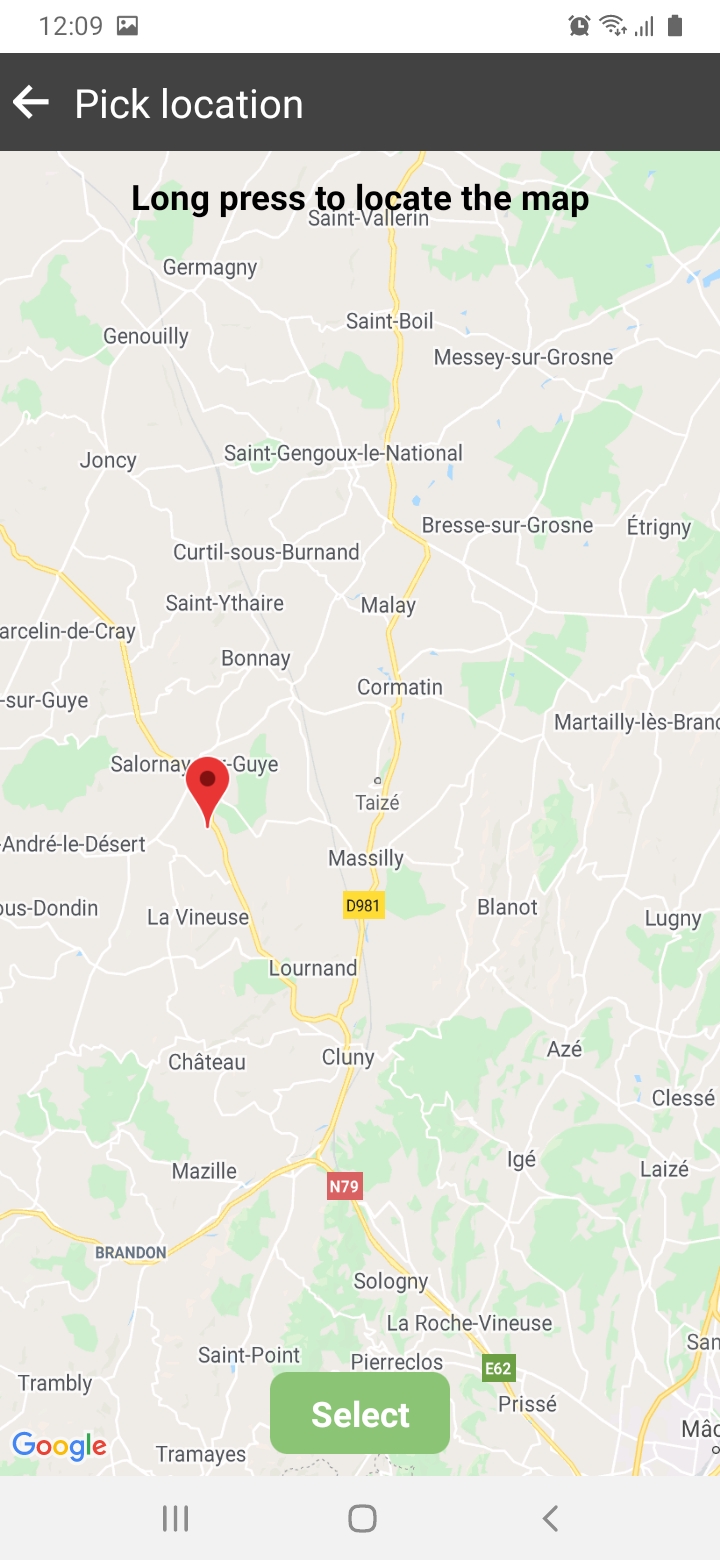 12:09
Pick location
Long press to locate the map
Saint-Vallerin
Germagny
Saint-Boil
Genouilly
Messey-sur-Grosne
Saint-Gengoux-le-National
Joncy
Bresse-sur-Grosne
Étrigny
Curtil-sous-Burnand
Saint-Ythaire
Malay
arcelin-de-Cray
Bonnay
Cormatin
-sur-Guye
Martailly-lès-Branc
Salornay
-Guye
Taizé
-André-le-Désert
Massilly
D981
ous-Dondin
La Vineuse
Blanot
Lugny
Lournand
Azé
Cluny
Château
Clessé
Igé
Laizé
Mazille
N79
BRANDON
Sologny
La Roche-Vineuse
San
Saint-Point
Pierreclos
E62
Trambly
Prissé
Select
Mâc
Google
Tramayes